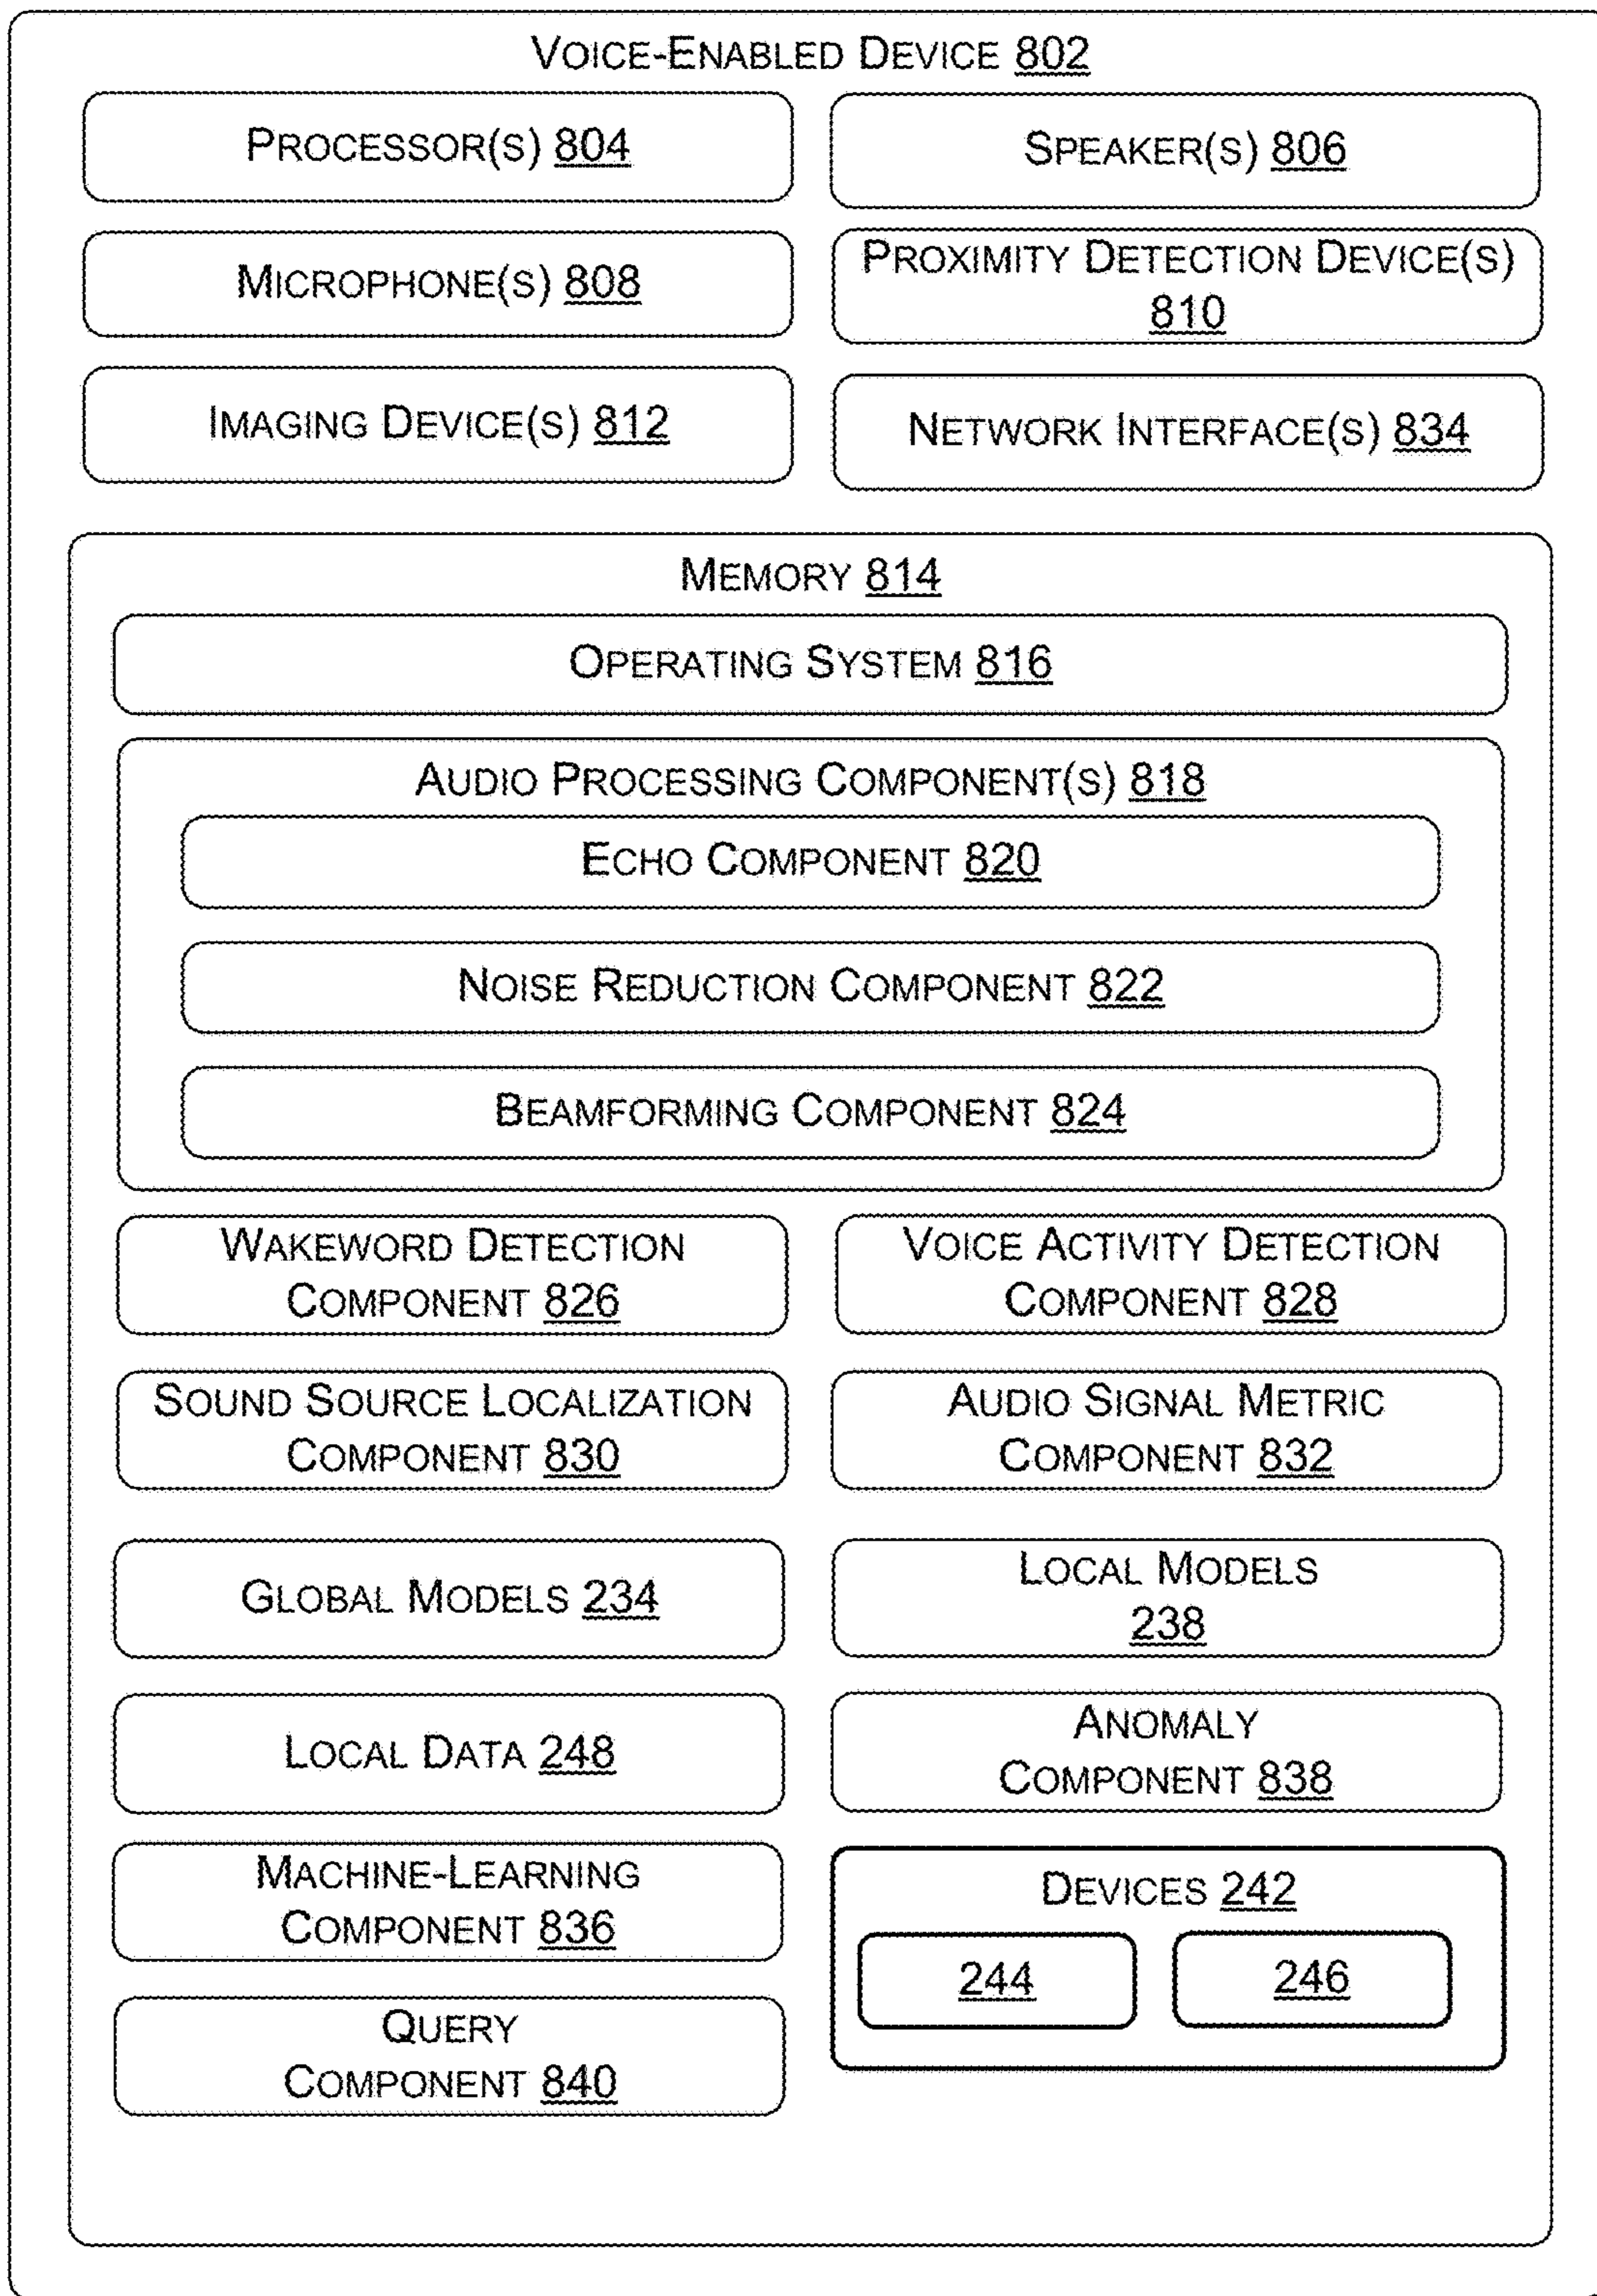 VOICE-ENABLED DEVICE 802
PROCESSOR(S) 804
SPEAKER(S) 806
MICROPHONE(S) 808
PROXIMITY DETECTION DEVICE(S)
810
IMAGING DEVICE(S) 812
NETWORK INTERFACE(S) 834
MEMORY 814
OPERATING SYSTEM 816
AUDIO PROCESSING COMPONENT(S) 818
ECHO COMPONENT 820
NOISE REDUCTION COMPONENT 822
BEAMFORMING COMPONENT 824
WAKEWORD DETECTION
COMPONENT 826
VOICE ACTIVITY DETECTION
COMPONENT 828
SOUND SOURCE LOCALIZATION
COMPONENT 830
AUDIO SIGNAL METRIC
COMPONENT 832
GLOBAL MODELS 234
LOCAL MODELS
238
LOCAL DATA 248
ANOMALY
COMPONENT 838
MACHINE-LEARNING
COMPONENT 836
DEVICES 242
244
246
QUERY
COMPONENT 840